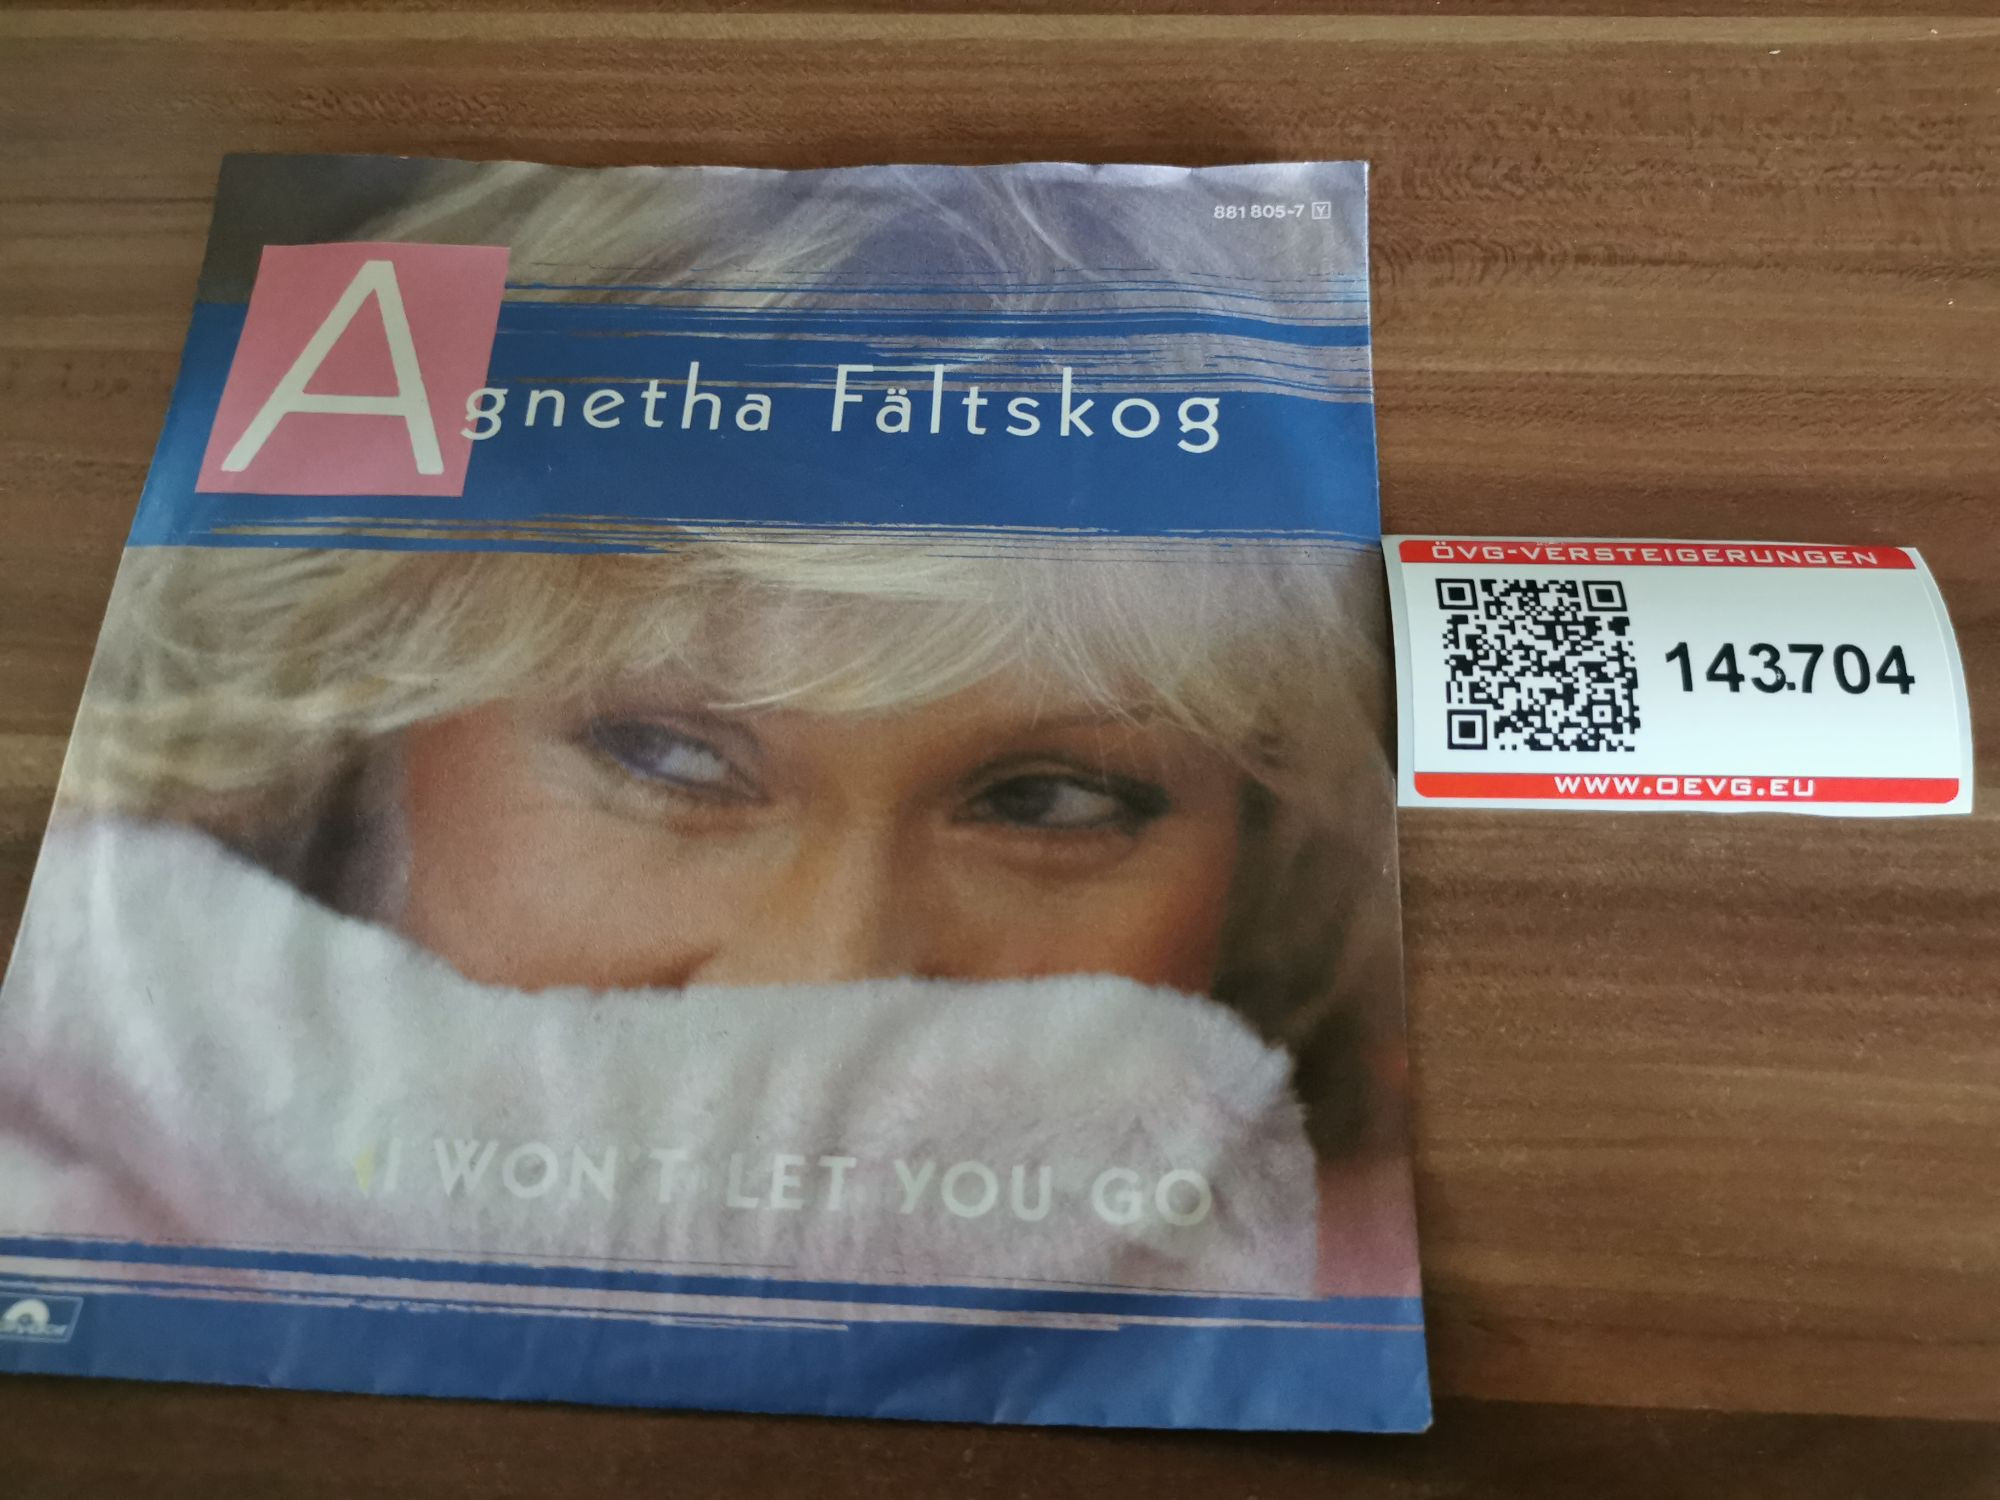 881 805-7 Y
Agnetha Fältskog
I WON'T LET YOU GO
ÖVG-VERSTEIGERUNGEN
143.704
WWW.OEVG.EU